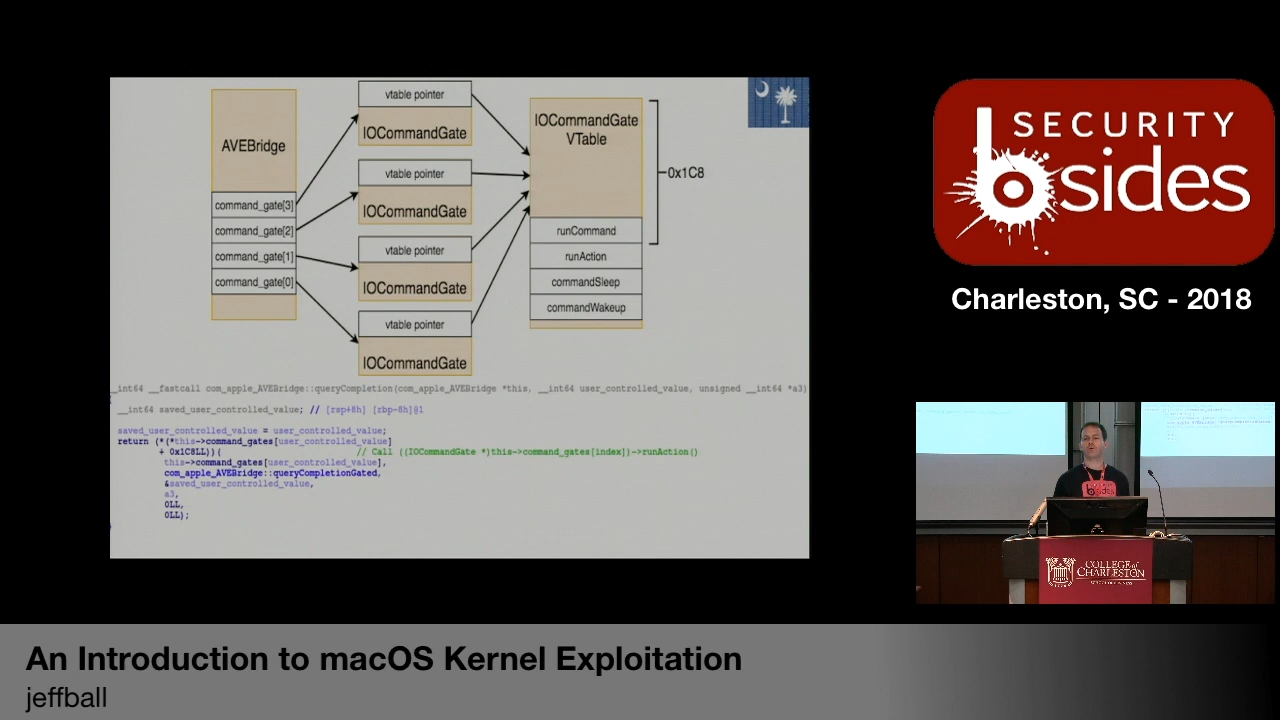 vtable pointer
IOCommandGate
AVEBridge
command_gate[3]
command_gate[2]
command_gate[1]
command_gate[0]
vtable pointer
IOCommandGate
vtable pointer
IOCommandGate
vtable pointer
IOCommandGate
IOCommandGate
VTable
0x1C8
runCommand
runAction
commandSleep
commandWakeup
__int64 __fastcall com_apple_AVEBridge::queryCompletion(com_apple_AVEBridge *this, __int64 user_controlled_value, unsigned __int64 *a3)
__int64 saved_user_controlled_value; // [rsp+8h] [rbp-8h]@1
saved_user_controlled_value = user_controlled_value;
return (*(*this->command_gates[user_controlled_value]
+ 0x1C8LL))( // Call ((IOCommandGate *)this->command_gates[index])->runAction()
this->command_gates[user_controlled_value],
com_apple_AVEBridge::queryCompletionGated,
&saved_user_controlled_value,
a3,
0LL,
0LL);
SECURITY
bsides
Charleston, SC - 2018
bsides
COLLEGE of
CHARLESTON
SCHOOL OF BUSINESS
An Introduction to macOS Kernel Exploitation
jeffball